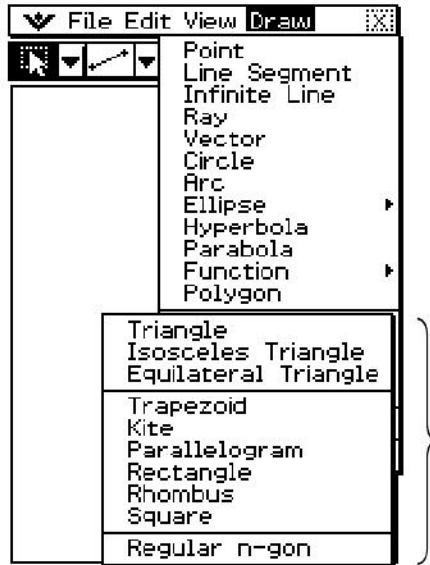 File Edit View Draw
Point
Line Segment
Infinite Line
Ray
Vector
Circle
Arc
Ellipse
Hyperbola
Parabola
Function
Polygon
Triangle
Isosceles Triangle
Equilateral Triangle
Trapezoid
Kite
Parallelogram
Rectangle
Rhombus
Square
Regular n-gon